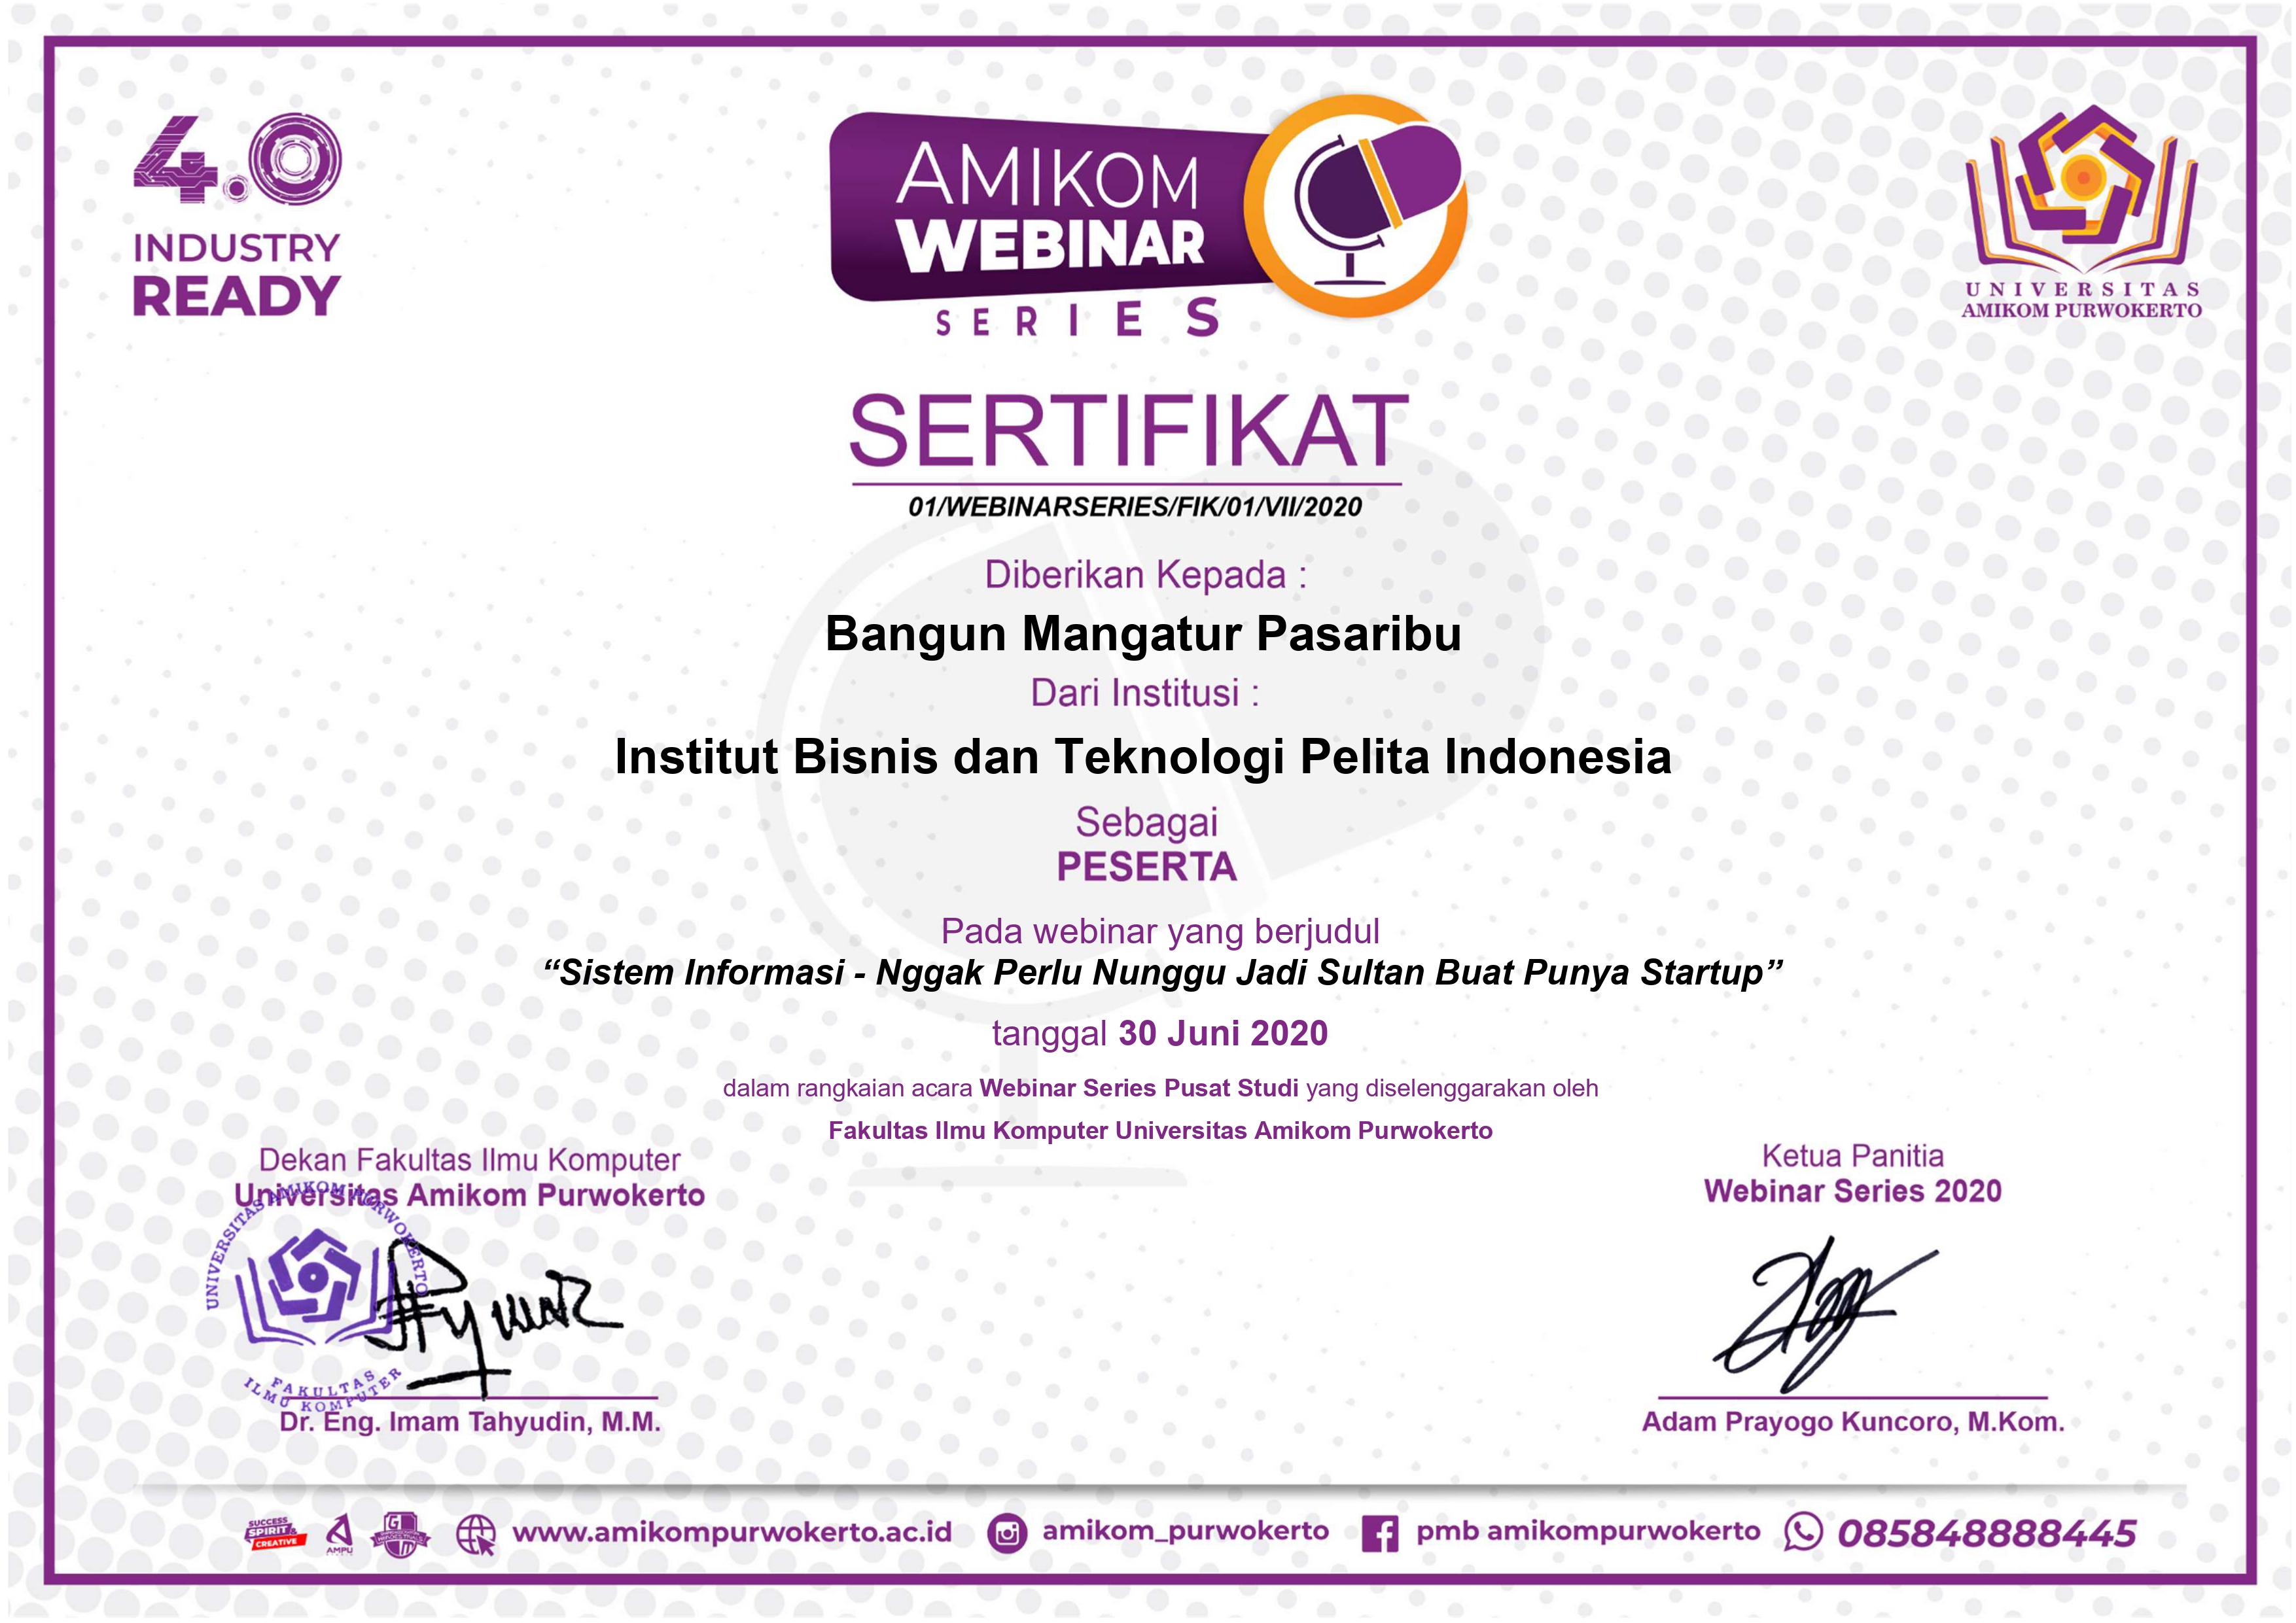 4.0
INDUSTRY
READY
AMIKOM
WEBINAR
SERIES
UNIVERSITAS
AMIKOM PURWOKERTO
SERTIFIKAT
01/WEBINARSERIES/FIK/01/VII/2020
Diberikan Kepada :
Bangun Mangatur Pasaribu
Dari Institusi :
Institut Bisnis dan Teknologi Pelita Indonesia
Sebagai
PESERTA
Pada webinar yang berjudul
“Sistem Informasi - Nggak Perlu Nunggu Jadi Sultan Buat Punya Startup”
tanggal 30 Juni 2020
dalam rangkaian acara Webinar Series Pusat Studi yang diselenggarakan oleh
Fakultas Ilmu Komputer Universitas Amikom Purwokerto
Dekan Fakultas Ilmu Komputer
Universitas Amikom Purwokerto
UNIVERSITAS AMIKOM PURWOKERTO
FAKULTAS
ILMU KOMPUTER
Dr. Eng. Imam Tahyudin, M.M.
Ketua Panitia
Webinar Series 2020
Adam Prayogo Kuncoro, M.Kom.
SUCCESS
SPIRIT&
CREATIVE
AMPU
www.amikompurwokerto.ac.id
amikom_purwokerto
pmb amikompurwokerto
085848888445